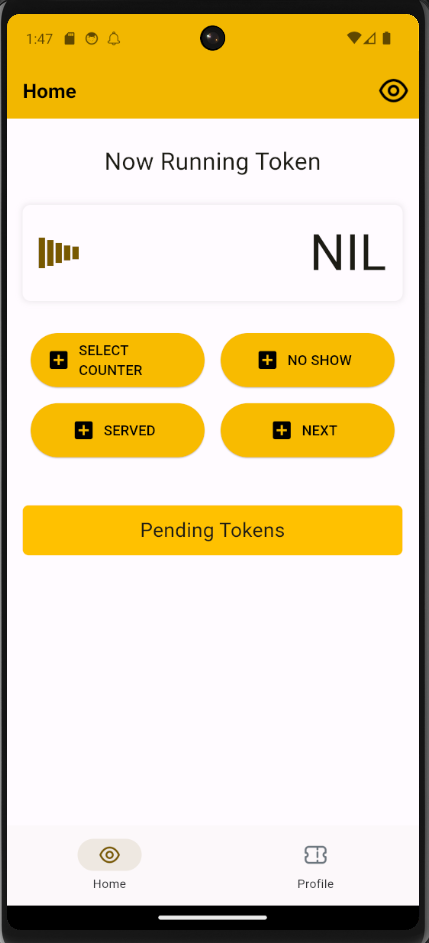 1:47
Home
Now Running Token
NIL
SELECT
COUNTER
NO SHOW
SERVED
NEXT
Pending Tokens
Home
Profile